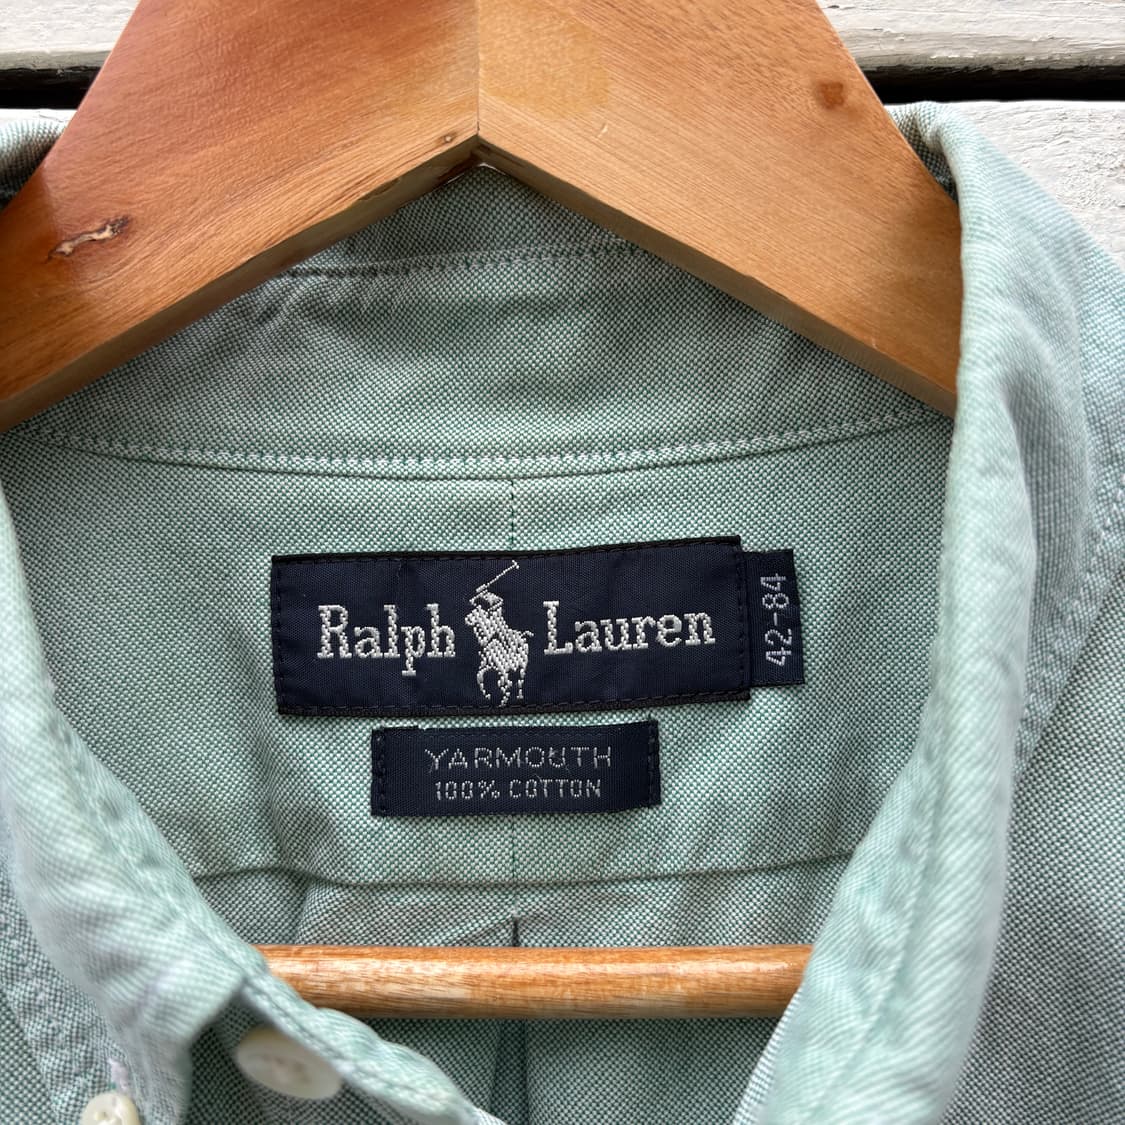 Ralph Lauren
42-84
YARMOUTH
100% COTTON